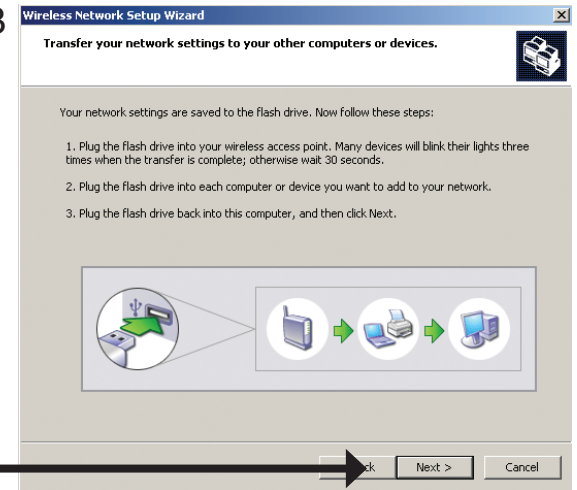 3
Wireless Network Setup Wizard
Transfer your network settings to your other computers or devices.
Your network settings are saved to the flash drive. Now follow these steps:
1. Plug the flash drive into your wireless access point. Many devices will blink their lights three
times when the transfer is complete; otherwise wait 30 seconds.
2. Plug the flash drive into each computer or device you want to add to your network.
3. Plug the flash drive back into this computer, and then click Next.
Next > Cancel